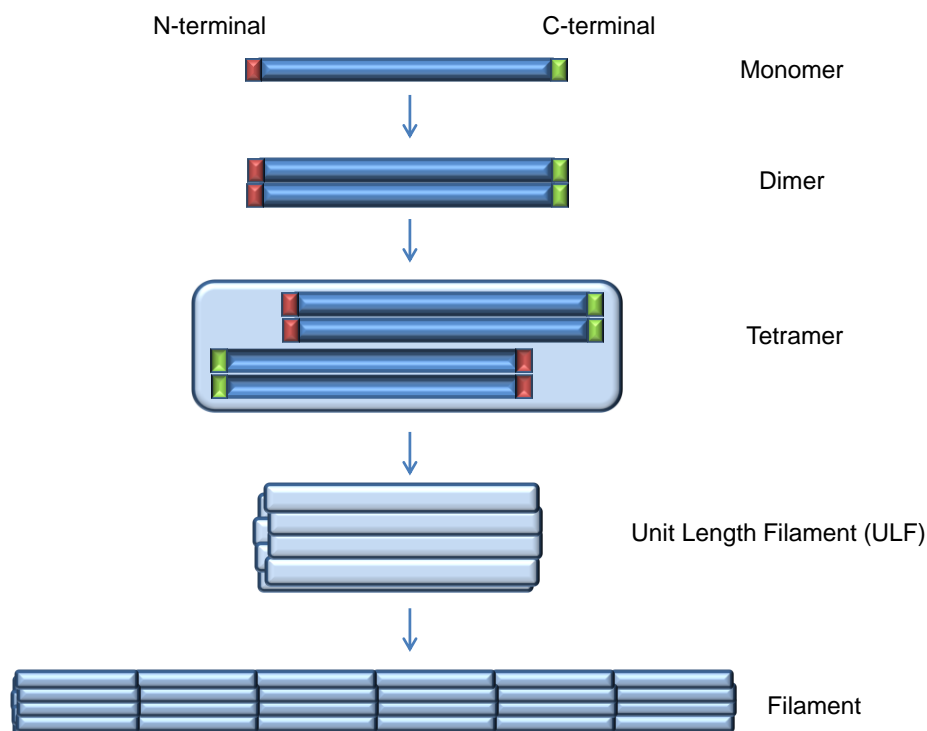 N-terminal
C-terminal
Monomer
Dimer
Tetramer
Unit Length Filament (ULF)
Filament